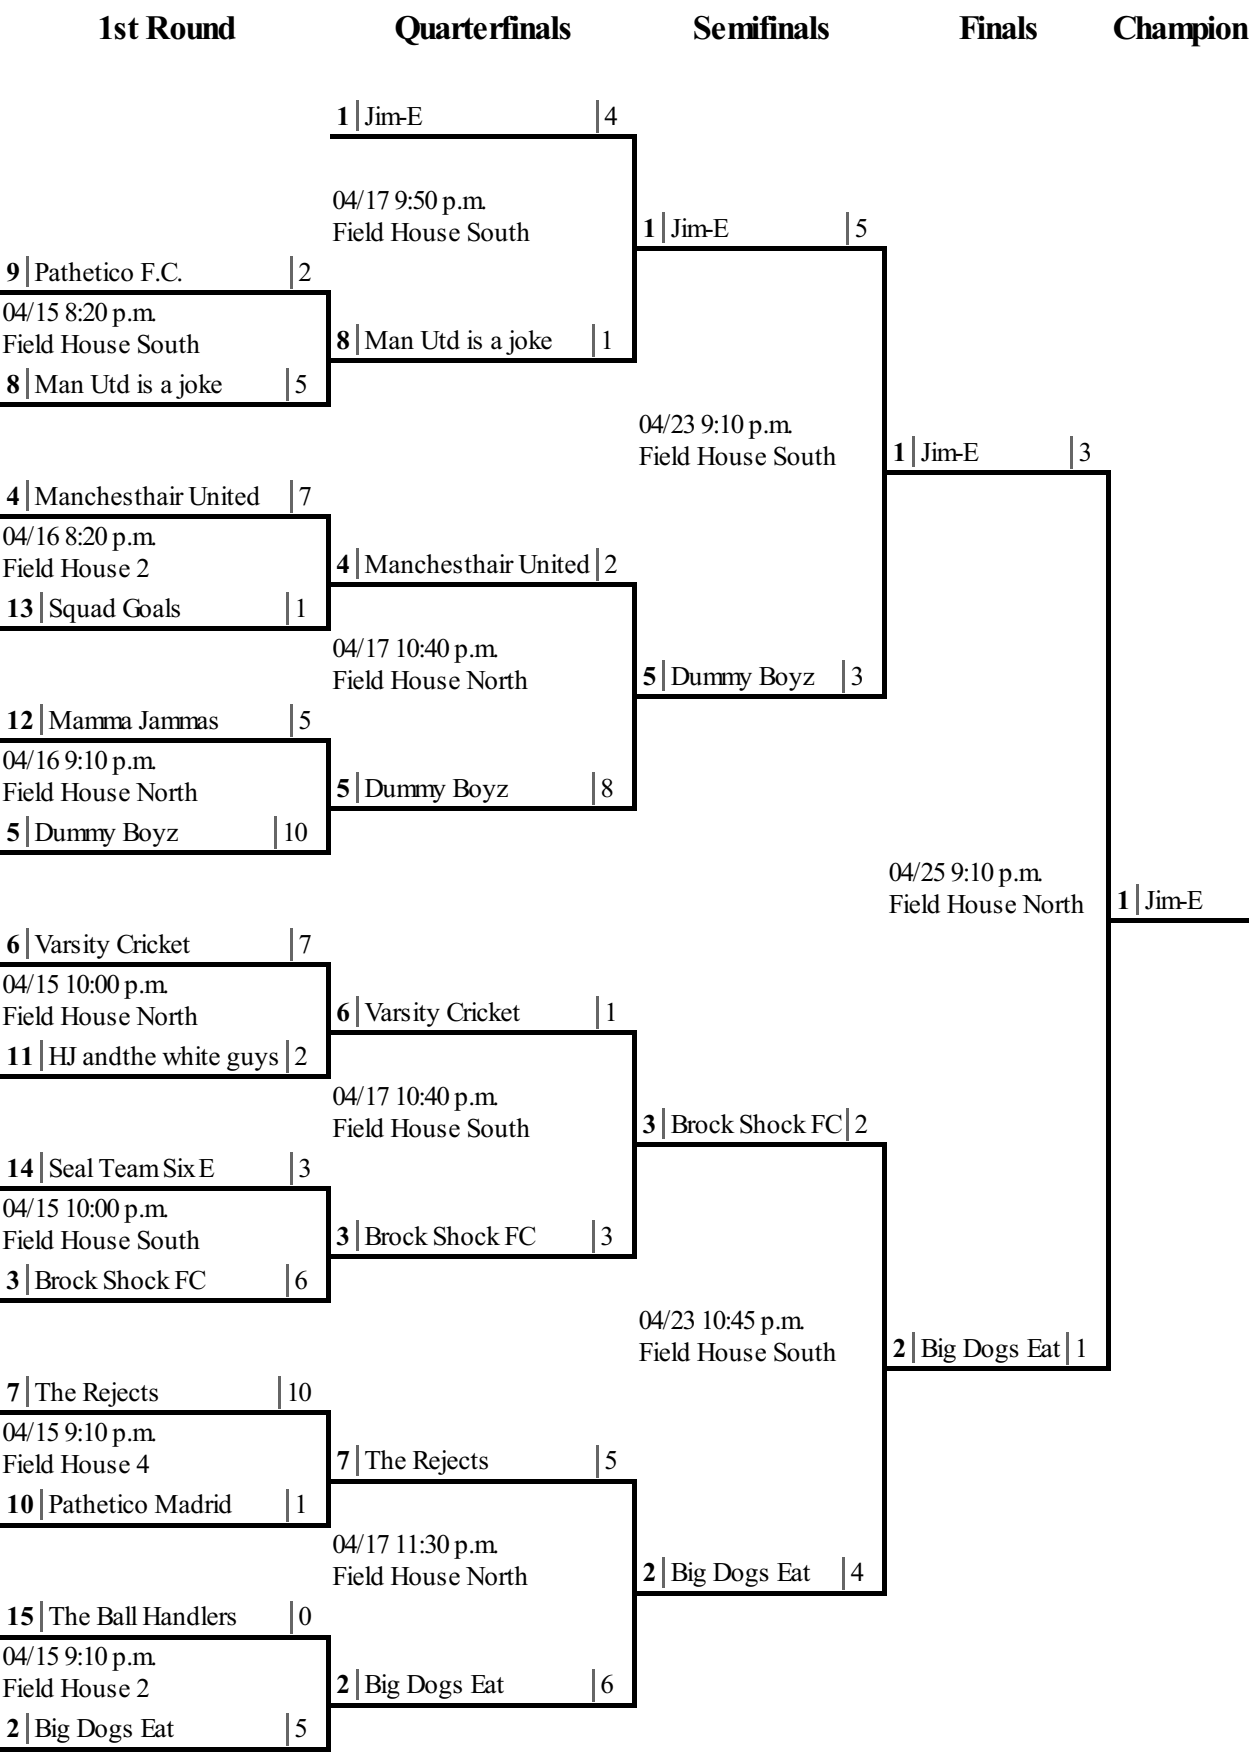 1st Round
Quarterfinals
Semifinals
Finals
Champion
1 Jim-E 4
04/17 9:50 p.m.
Field House South
1 Jim-E 5
9 Pathetico F.C. 2
04/15 8:20 p.m.
Field House South
8 Man Utd is a joke 1
8 Man Utd is a joke 5
04/23 9:10 p.m.
Field House South
1 Jim-E 3
4 Manchesthair United 7
04/16 8:20 p.m.
Field House 2
4 Manchesthair United 2
13 Squad Goals 1
04/17 10:40 p.m.
Field House North
5 Dummy Boyz 3
12 Mamma Jammas 5
04/16 9:10 p.m.
Field House North
5 Dummy Boyz 8
5 Dummy Boyz 10
04/25 9:10 p.m.
Field House North
1 Jim-E
6 Varsity Cricket 7
04/15 10:00 p.m.
Field House North
6 Varsity Cricket 1
11 HJ andthe white guys 2
04/17 10:40 p.m.
Field House South
3 Brock Shock FC 2
14 Seal Team Six E 3
04/15 10:00 p.m.
Field House South
3 Brock Shock FC 3
3 Brock Shock FC 6
04/23 10:45 p.m.
Field House South
2 Big Dogs Eat 1
7 The Rejects 10
04/15 9:10 p.m.
Field House 4
7 The Rejects 5
10 Pathetico Madrid 1
04/17 11:30 p.m.
Field House North
2 Big Dogs Eat 4
15 The Ball Handlers 0
04/15 9:10 p.m.
Field House 2
2 Big Dogs Eat 6
2 Big Dogs Eat 5